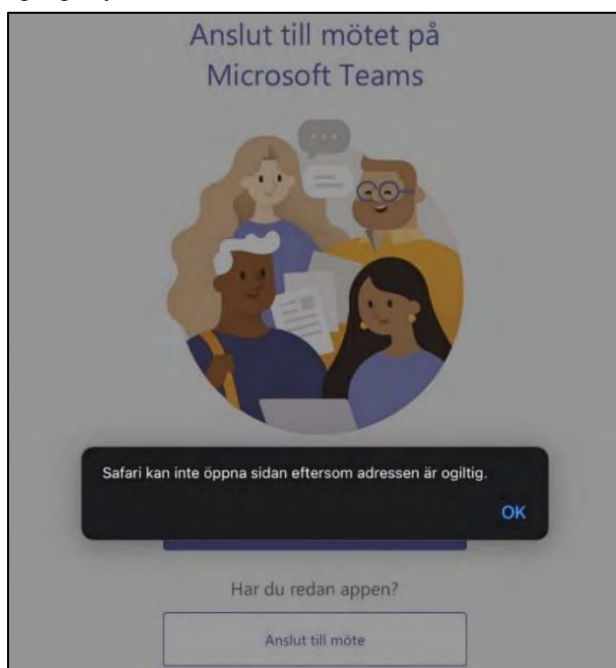 Anslut till mötet på
Microsoft Teams
Safari kan inte öppna sidan eftersom adressen är ogiltig.
OK
Har du redan appen?
Anslut till möte